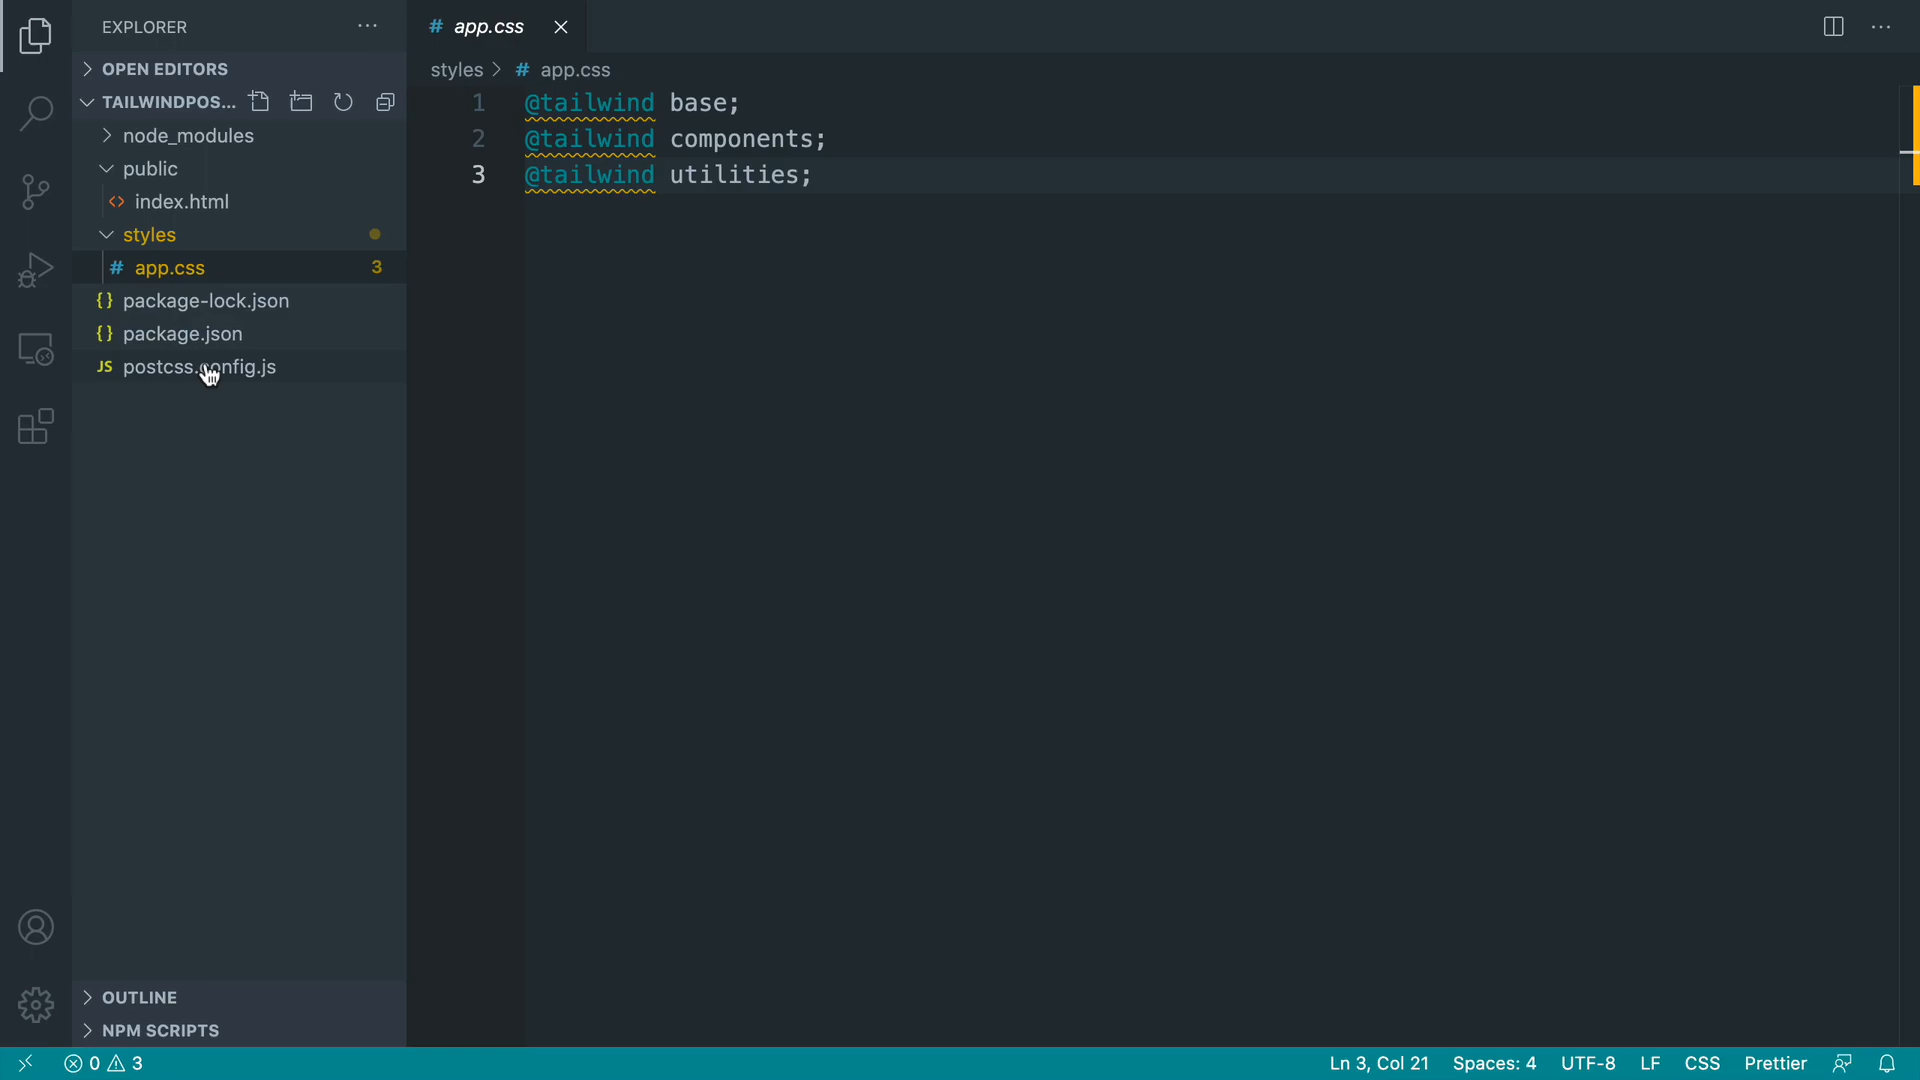 EXPLORER
OPEN EDITORS
TAILWINDPOS...
node_modules
public
<> index.html
styles
# app.css 3
{} package-lock.json
{} package.json
JS postcss.config.js
OUTLINE
NPM SCRIPTS
# app.css
styles > # app.css
1 @tailwind base;
2 @tailwind components;
3 @tailwind utilities;
0 3
Ln 3, Col 21 Spaces: 4 UTF-8 LF CSS Prettier